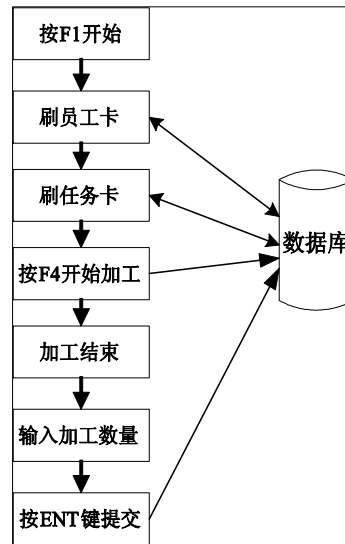 按F1开始
刷员工卡
刷任务卡
数据库
按F4开始加工
加工结束
输入加工数量
按ENT键提交